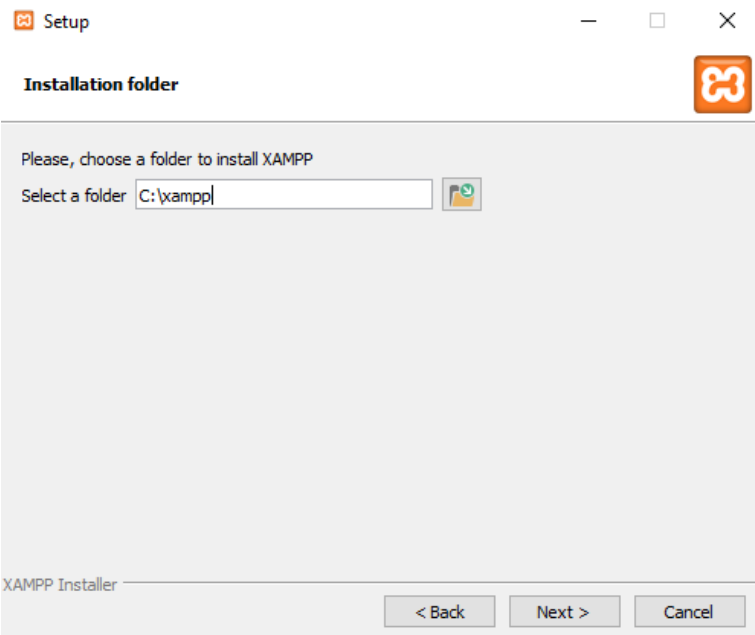 Setup
Installation folder
Please, choose a folder to install XAMPP
Select a folder C:\xampp
XAMPP Installer
< Back Next > Cancel